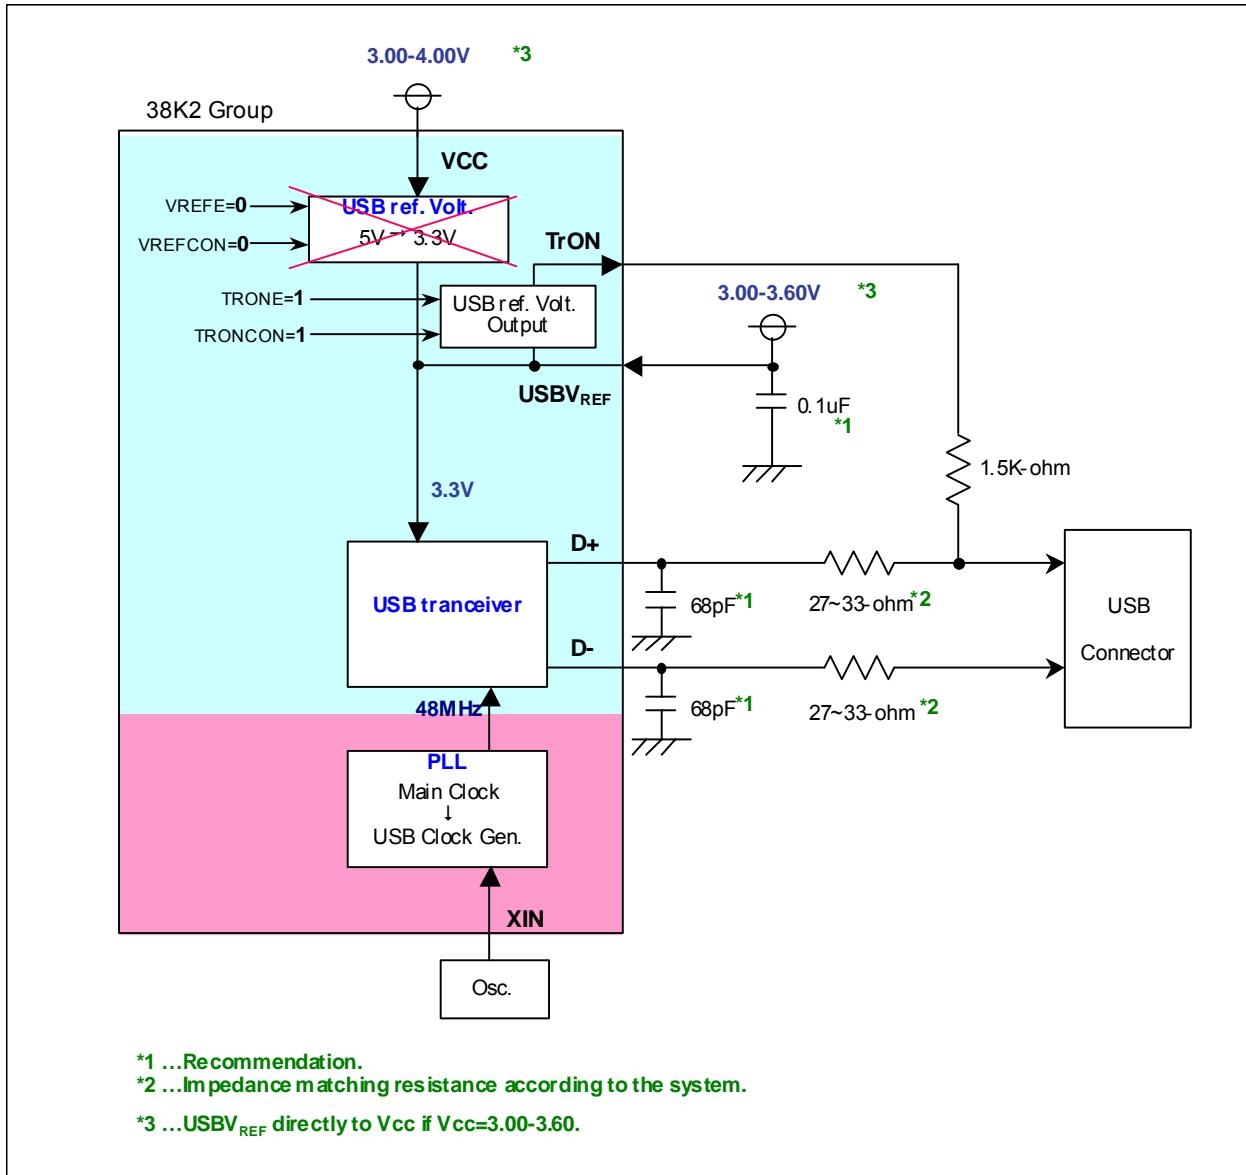 3.00-4.00V *3
38K2 Group
VCC
VREFE=0
USB ref. Volt.
5V → 3.3V
VREFCON=0
TrON
TRONE=1
USB ref. Volt.
Output
TRONCON=1
3.00-3.60V *3
USBVREF
0.1uF
*1
1.5K-ohm
3.3V
D+
USB tranceiver
68pF*1
27~33-ohm*2
USB
Connector
D-
48MHz
68pF*1
27~33-ohm*2
PLL
Main Clock
↓
USB Clock Gen.
XIN
Osc.
*1 ...Recommendation.
*2 ...Impedance matching resistance according to the system.
*3 ...USBVREF directly to Vcc if Vcc=3.00-3.60.